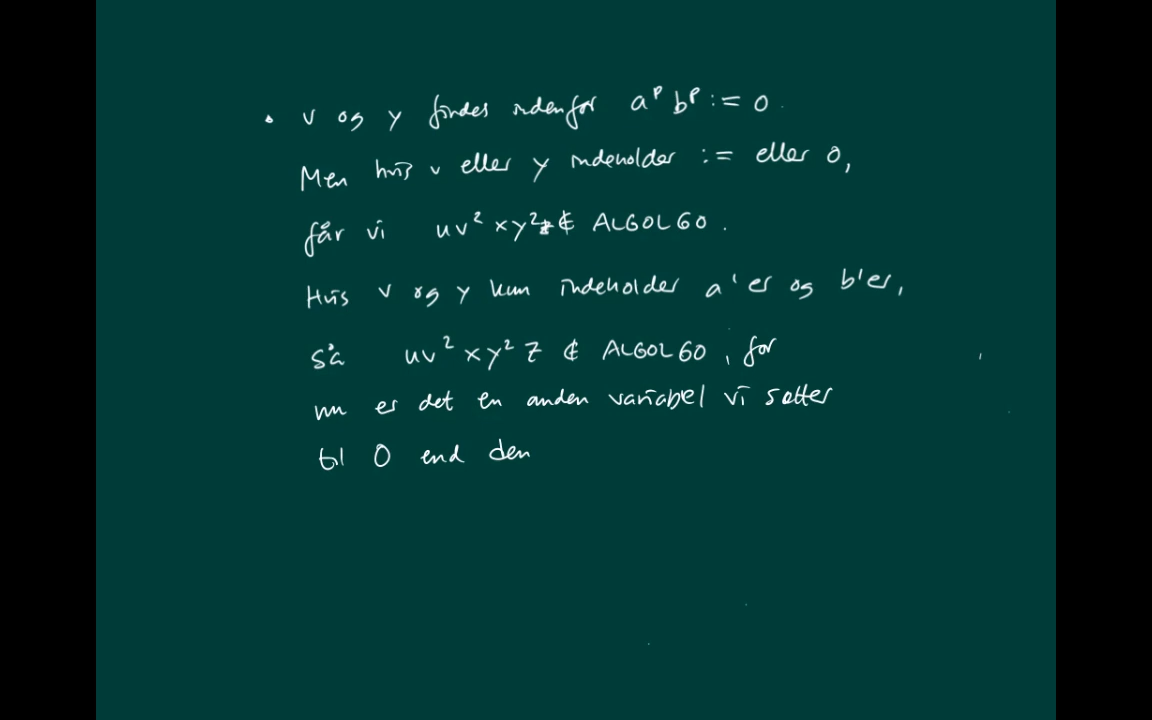 • v og y findes indenfor a^p b^p := 0.
Men hvis v eller y indeholder := eller 0,
får vi uv²xy²z ∉ ALGOL60.
Hvis v og y kun indeholder a'er og b'er,
så uv²xy²z ∉ ALGOL60, for
nu er det en anden variabel vi sætter
til 0 end den